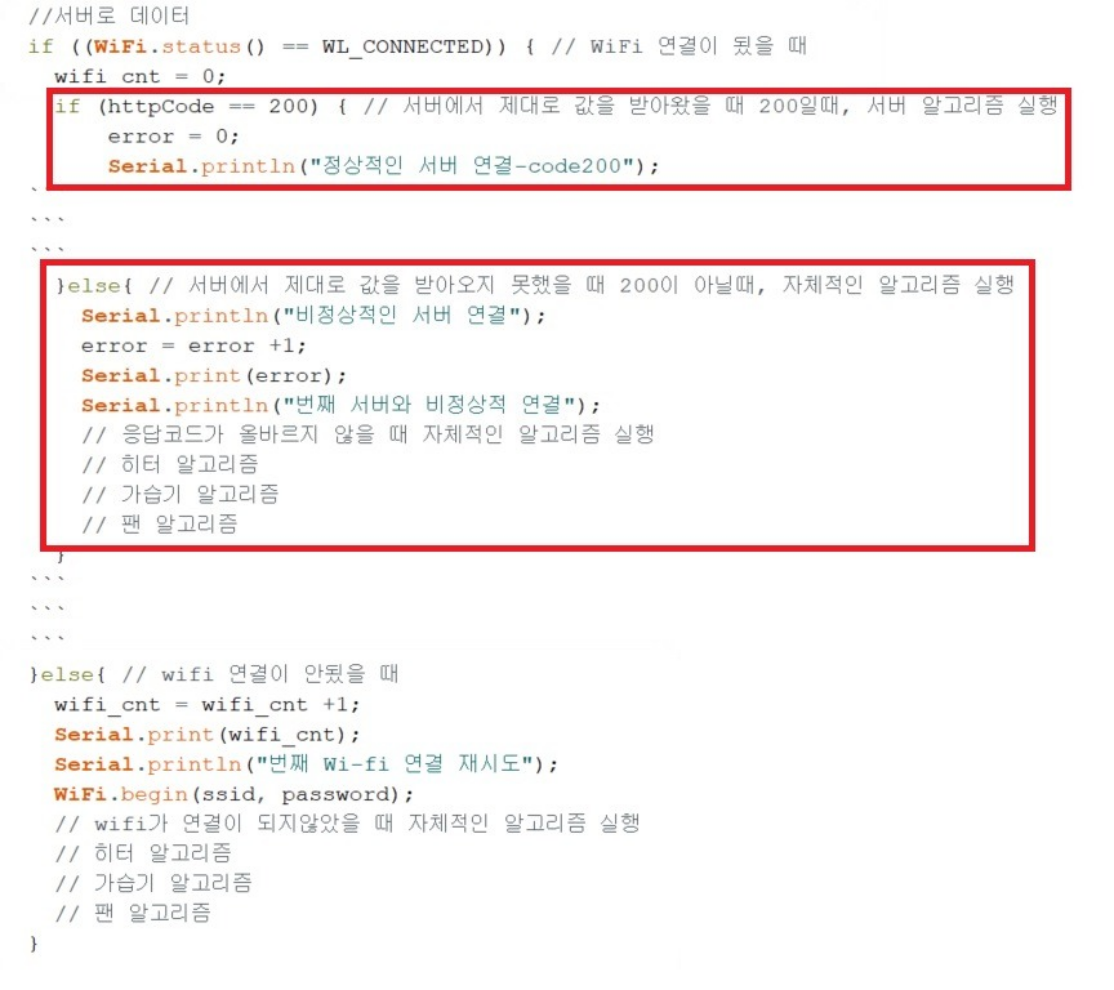 //서버로 데이터
if ((WiFi.status() == WL_CONNECTED)) { // WiFi 연결이 됬을 때
wifi_cnt = 0;
if (httpCode == 200) { // 서버에서 제대로 값을 받아왔을 때 200일때, 서버 알고리즘 실행
error = 0;
Serial.println("정상적인 서버 연결-code200");
`
```
```
}else{ // 서버에서 제대로 값을 받아오지 못했을 때 200이 아닐때, 자체적인 알고리즘 실행
Serial.println("비정상적인 서버 연결");
error = error +1;
Serial.print(error);
Serial.println("번째 서버와 비정상적 연결");
// 응답코드가 올바르지 않을 때 자체적인 알고리즘 실행
// 히터 알고리즘
// 가습기 알고리즘
// 팬 알고리즘
}
```
```
```
}else{ // wifi 연결이 안됬을 때
wifi_cnt = wifi_cnt +1;
Serial.print(wifi_cnt);
Serial.println("번째 Wi-fi 연결 재시도");
WiFi.begin(ssid, password);
// wifi가 연결이 되지않았을 때 자체적인 알고리즘 실행
// 히터 알고리즘
// 가습기 알고리즘
// 팬 알고리즘
}